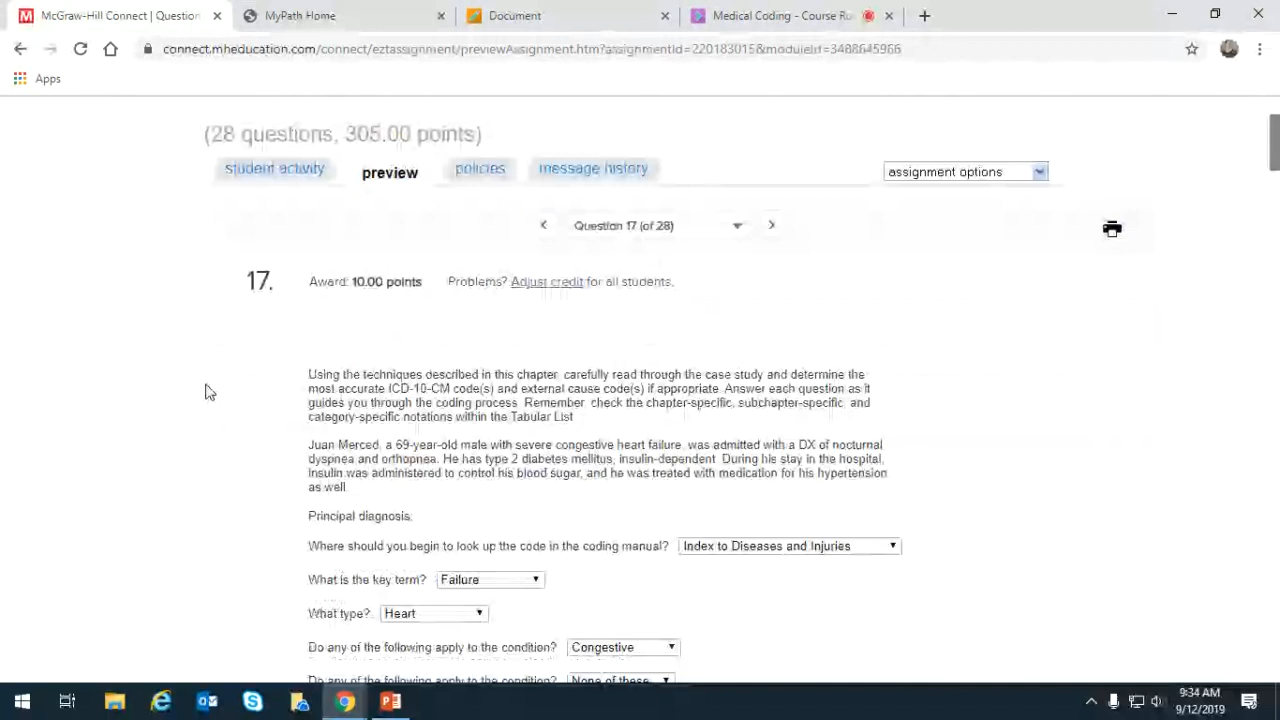 McGraw-Hill Connect | Question
MyPath Home
Document
Medical Coding - Course Ro
connect.mheducation.com/connect/eztassignment/previewAssignment.htm?assignmentId=220183015&moduleId=
Apps
(28 questions, 305.00 points)
student activity
preview
policies
message history
assignment options
Question 17 (of 28)
17.
Award: 10.00 points
Problems? Adjust credit for all students.
Using the techniques described in this chapter, carefully read through the case study and determine the
most accurate ICD-10-CM code(s) and external cause code(s) if appropriate. Answer each question as it
guides you through the coding process. Remember, check the chapter-specific, subchapter-specific, and
category-specific notations within the Tabular List
Juan Merced, a 69-year-old male with severe congestive heart failure, was admitted with a DX of nocturnal
dyspnea and orthopnea. He has type 2 diabetes mellitus, insulin-dependent. During his stay in the hospital,
insulin was administered to control his blood sugar, and he was treated with medication for his hypertension
as well.
Principal diagnosis:
Where should you begin to look up the code in the coding manual? Index to Diseases and Injuries
What is the key term? Failure
What type? Heart
Do any of the following apply to the condition? Congestive
Do any of the following apply to the condition? None of these
9:34 AM
9/12/2019